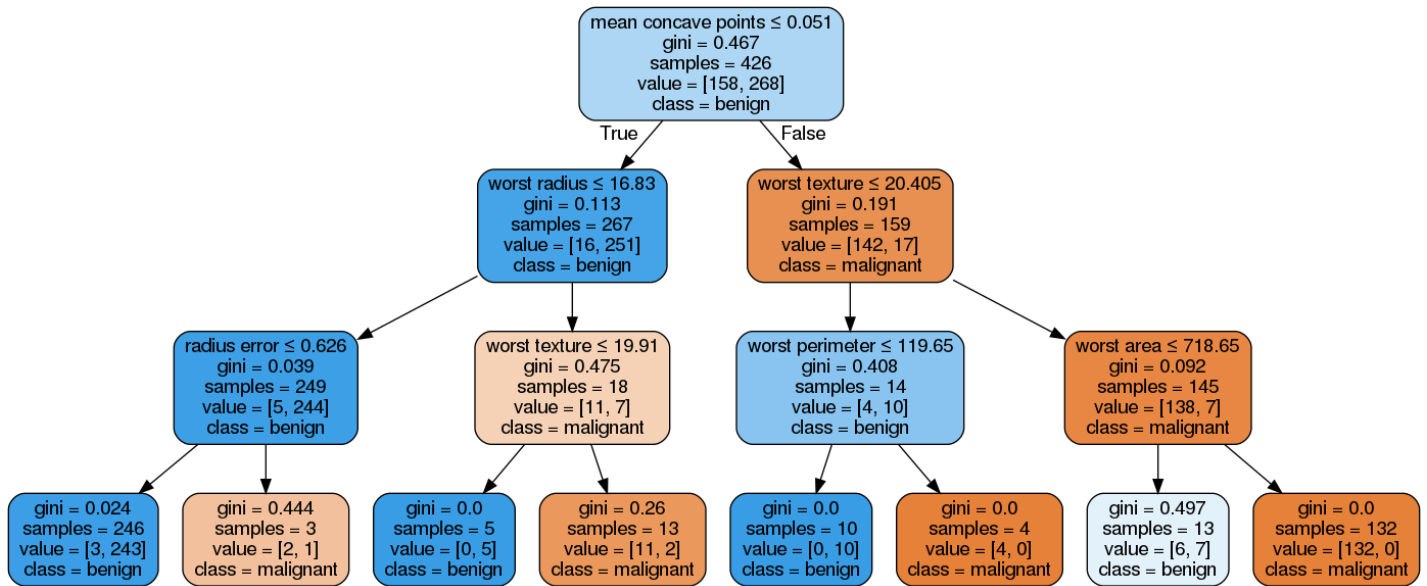 mean concave points ≤ 0.051
gini = 0.467
samples = 426
value = [158, 268]
class = benign
True
False
worst radius ≤ 16.83
gini = 0.113
samples = 267
value = [16, 251]
class = benign
worst texture ≤ 20.405
gini = 0.191
samples = 159
value = [142, 17]
class = malignant
radius error ≤ 0.626
gini = 0.039
samples = 249
value = [5, 244]
class = benign
worst texture ≤ 19.91
gini = 0.475
samples = 18
value = [11, 7]
class = malignant
worst perimeter ≤ 119.65
gini = 0.408
samples = 14
value = [4, 10]
class = benign
worst area ≤ 718.65
gini = 0.092
samples = 145
value = [138, 7]
class = malignant
gini = 0.024
samples = 246
value = [3, 243]
class = benign
gini = 0.444
samples = 3
value = [2, 1]
class = malignant
gini = 0.0
samples = 5
value = [0, 5]
class = benign
gini = 0.26
samples = 13
value = [11, 2]
class = malignant
gini = 0.0
samples = 10
value = [0, 10]
class = benign
gini = 0.0
samples = 4
value = [4, 0]
class = malignant
gini = 0.497
samples = 13
value = [6, 7]
class = benign
gini = 0.0
samples = 132
value = [132, 0]
class = malignant